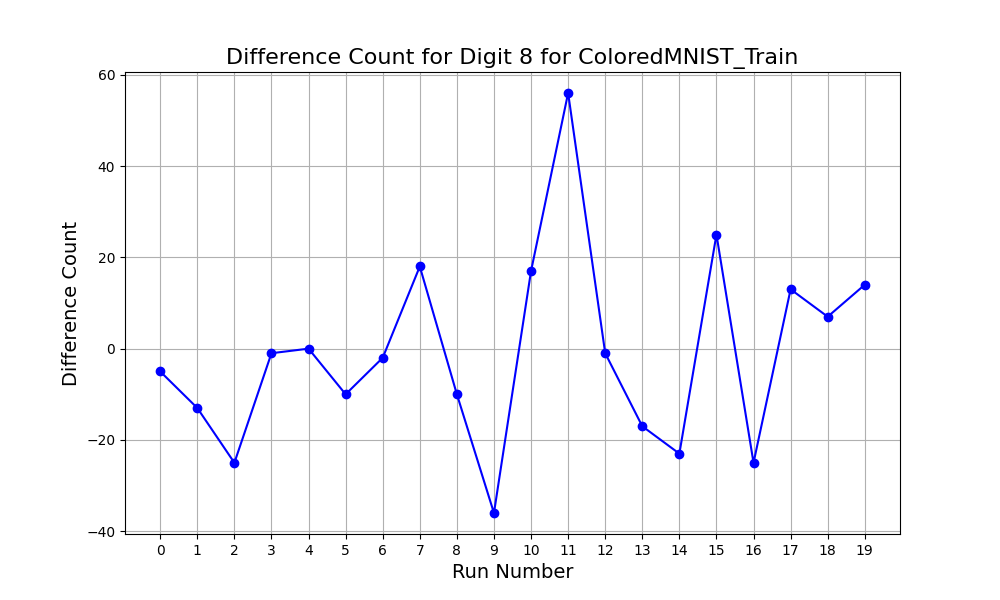 Difference Count for Digit 8 for ColoredMNIST_Train
Difference Count
60
40
20
0
−20
−40
0 1 2 3 4 5 6 7 8 9 10 11 12 13 14 15 16 17 18 19
Run Number